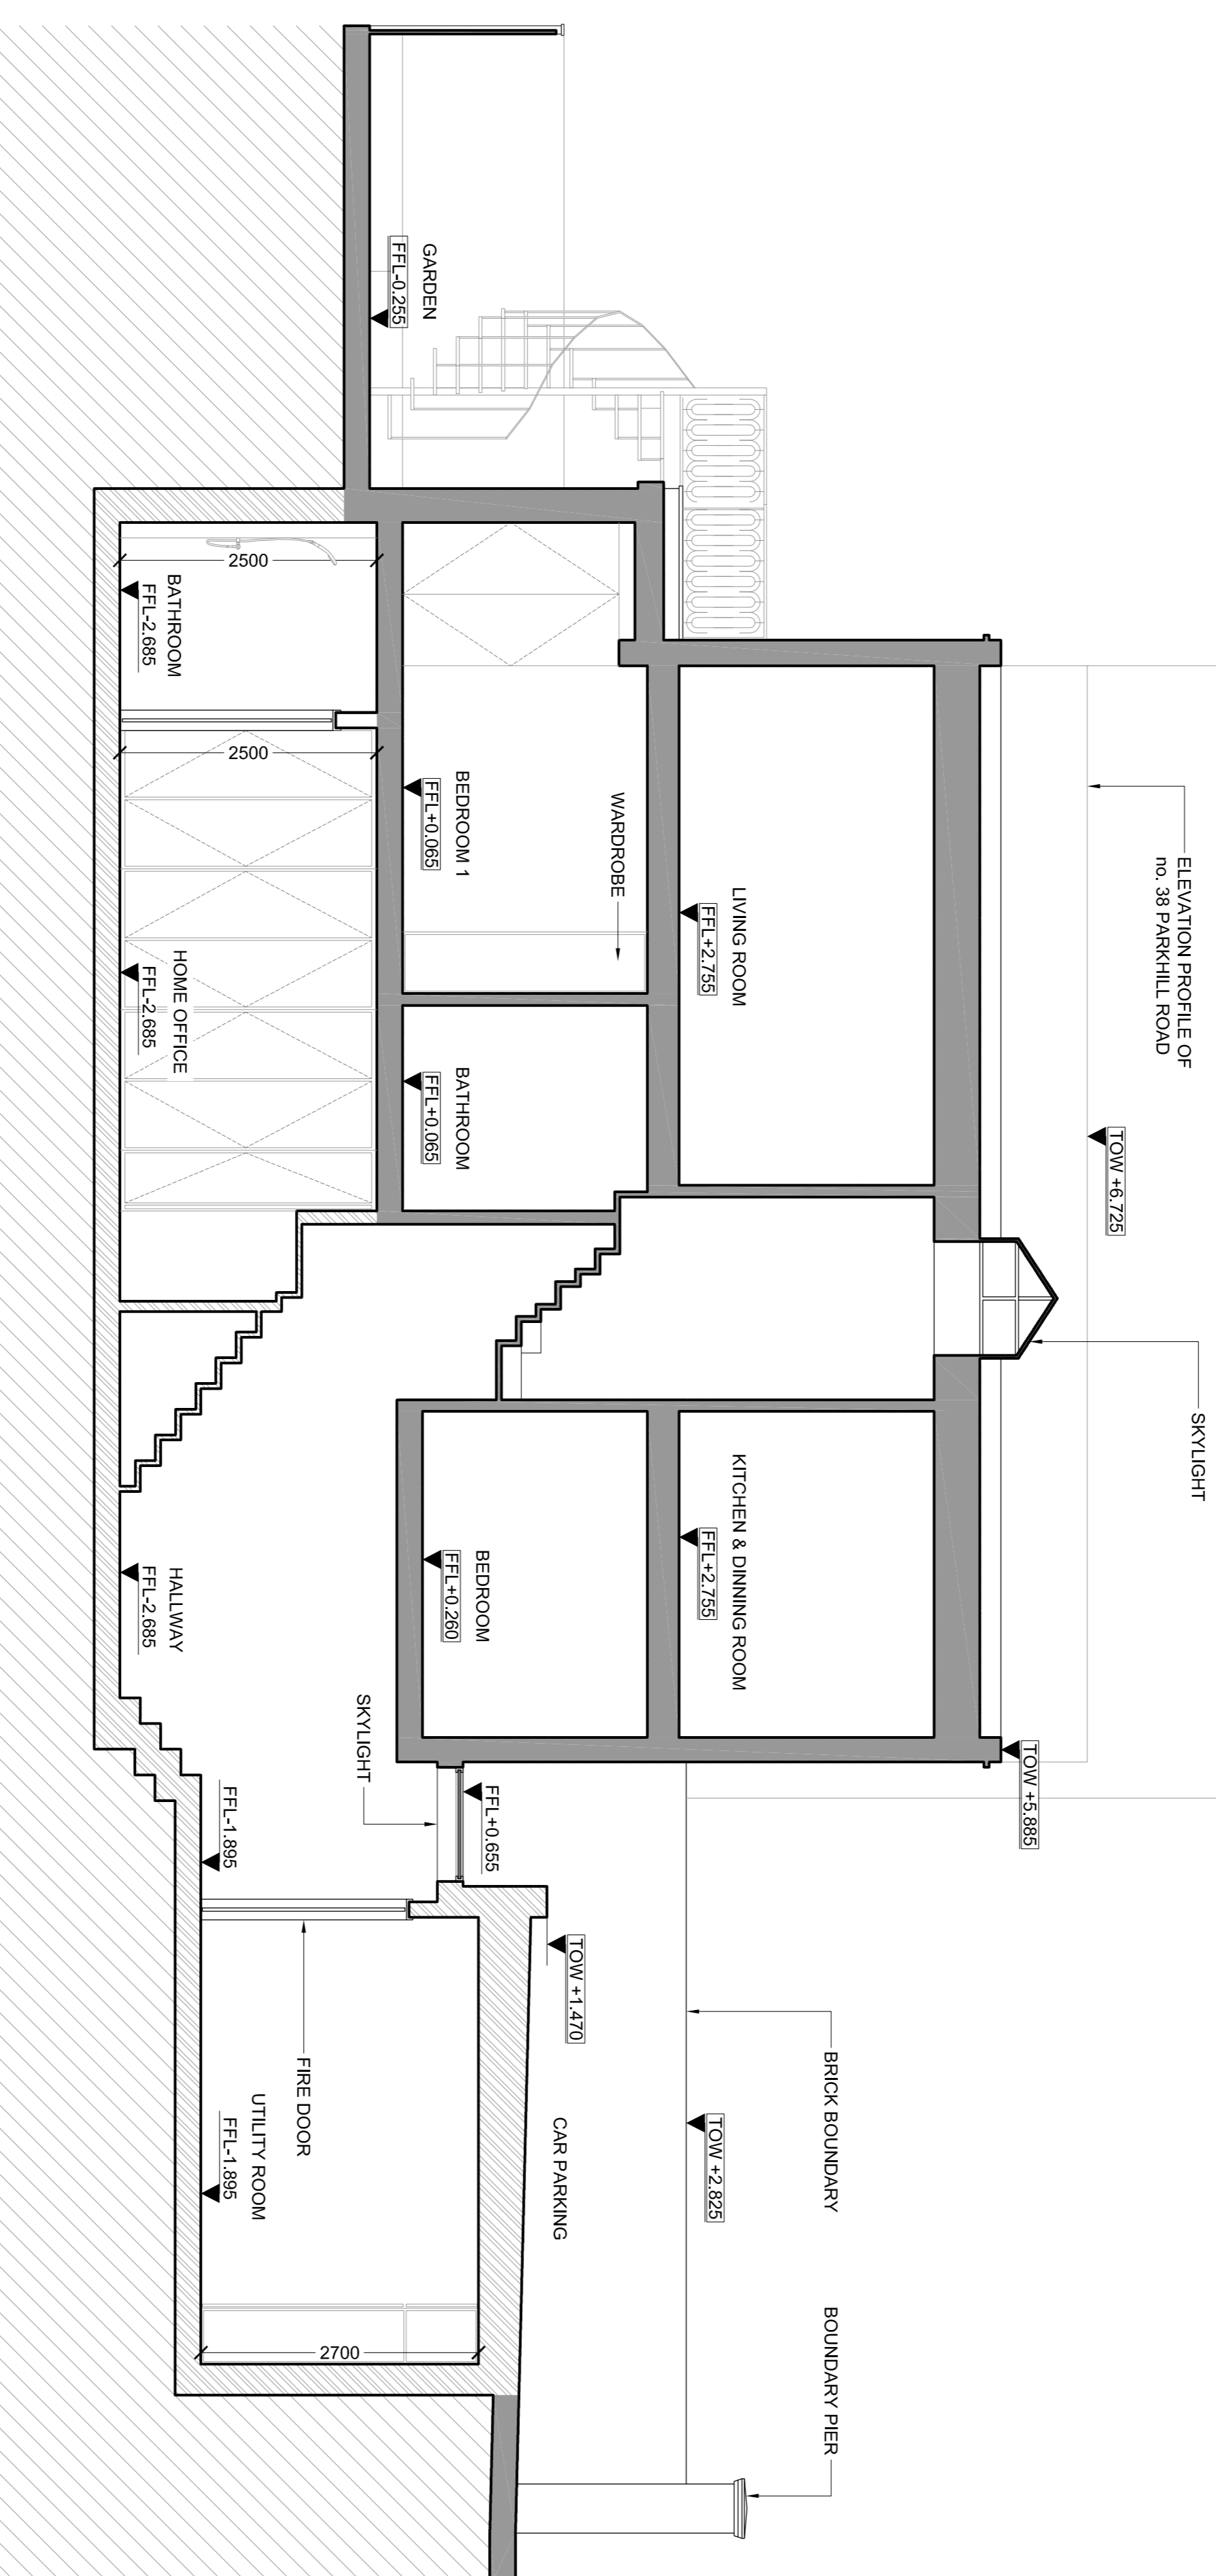 ELEVATION PROFILE OF
no. 38 PARKHILL ROAD
SKYLIGHT
TOW +6.725
TOW +5.885
LIVING ROOM
FFL+2.755
KITCHEN & DINNING ROOM
FFL+2.755
BRICK BOUNDARY
BOUNDARY PIER
TOW +2.825
GARDEN
FFL-0.255
WARDROBE
BEDROOM 1
FFL+0.065
BATHROOM
FFL+0.065
BEDROOM
FFL+0.260
FFL+0.655
TOW +1.470
CAR PARKING
SKYLIGHT
FIRE DOOR
2500
2500
BATHROOM
FFL-2.685
HOME OFFICE
FFL-2.685
HALLWAY
FFL-2.685
FFL-1.895
UTILITY ROOM
FFL-1.895
2700